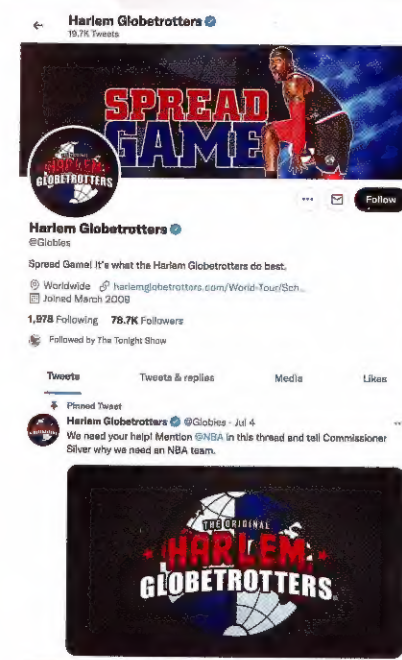 Harlem Globetrotters
19.7K Tweets
SPREAD
GAME
THE ORIGINAL
HARLEM
GLOBETROTTERS
Follow
Harlem Globetrotters
@Globies
Spread Game! It's what the Harlem Globetrotters do best.
Worldwide harlemglobetrotters.com/World-Tour/Sch...
Joined March 2009
1,978 Following 78.7K Followers
Followed by The Tonight Show
Tweets Tweets & replies Media Likes
Pinned Tweet
Harlem Globetrotters @Globies · Jul 4
We need your help! Mention @NBA in this thread and tell Commissioner
Silver why we need an NBA team.
THE ORIGINAL
HARLEM
GLOBETROTTERS